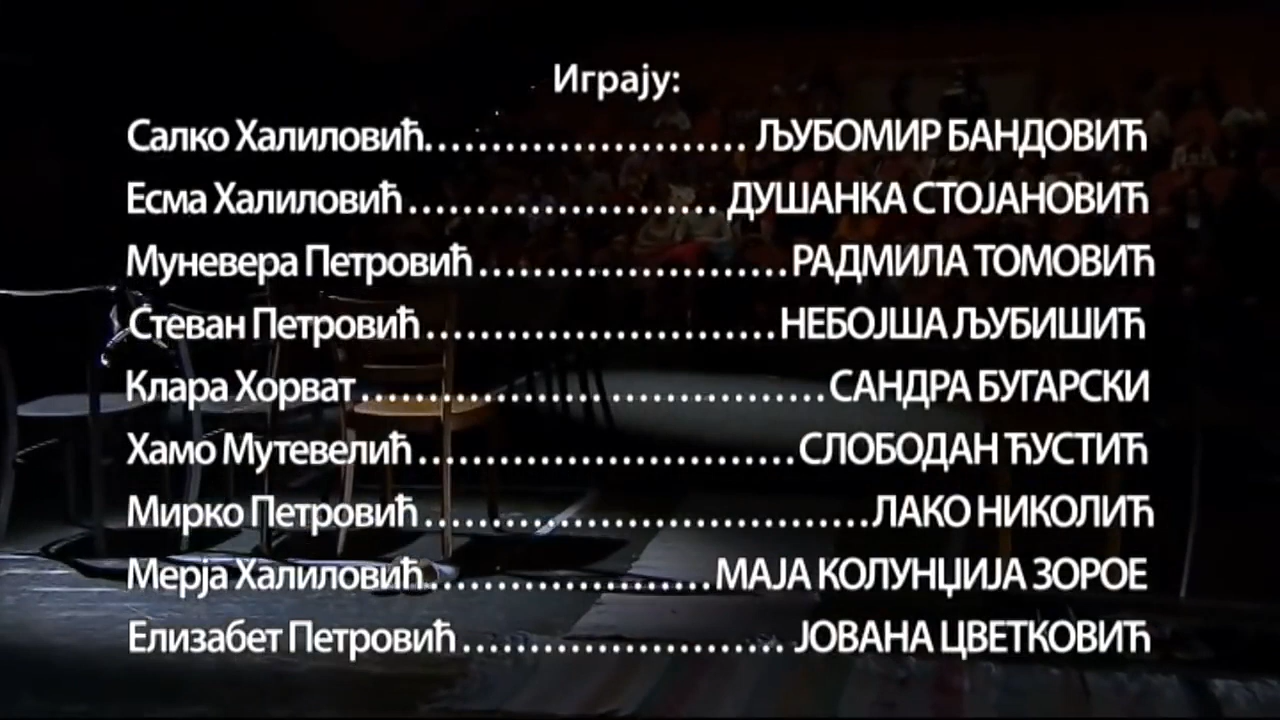 Играју:
Салко Халиловић........................ ЉУБОМИР БАНДОВИЋ
Есма Халиловић....................... ДУШАНКА СТОЈАНОВИЋ
Муневера Петровић.......................РАДМИЛА ТОМОВИЋ
Стеван Петровић..........................НЕБОЈША ЉУБИШИЋ
Клара Хорват..................................САНДРА БУГАРСКИ
Хамо Мутевелић............................СЛОБОДАН ЋУСТИЋ
Мирко Петровић.................................ЛАКО НИКОЛИЋ
Мерја Халиловић......................МАЈА КОЛУНЏИЈА ЗОРОЕ
Елизабет Петровић........................ ЈОВАНА ЦВЕТКОВИЋ